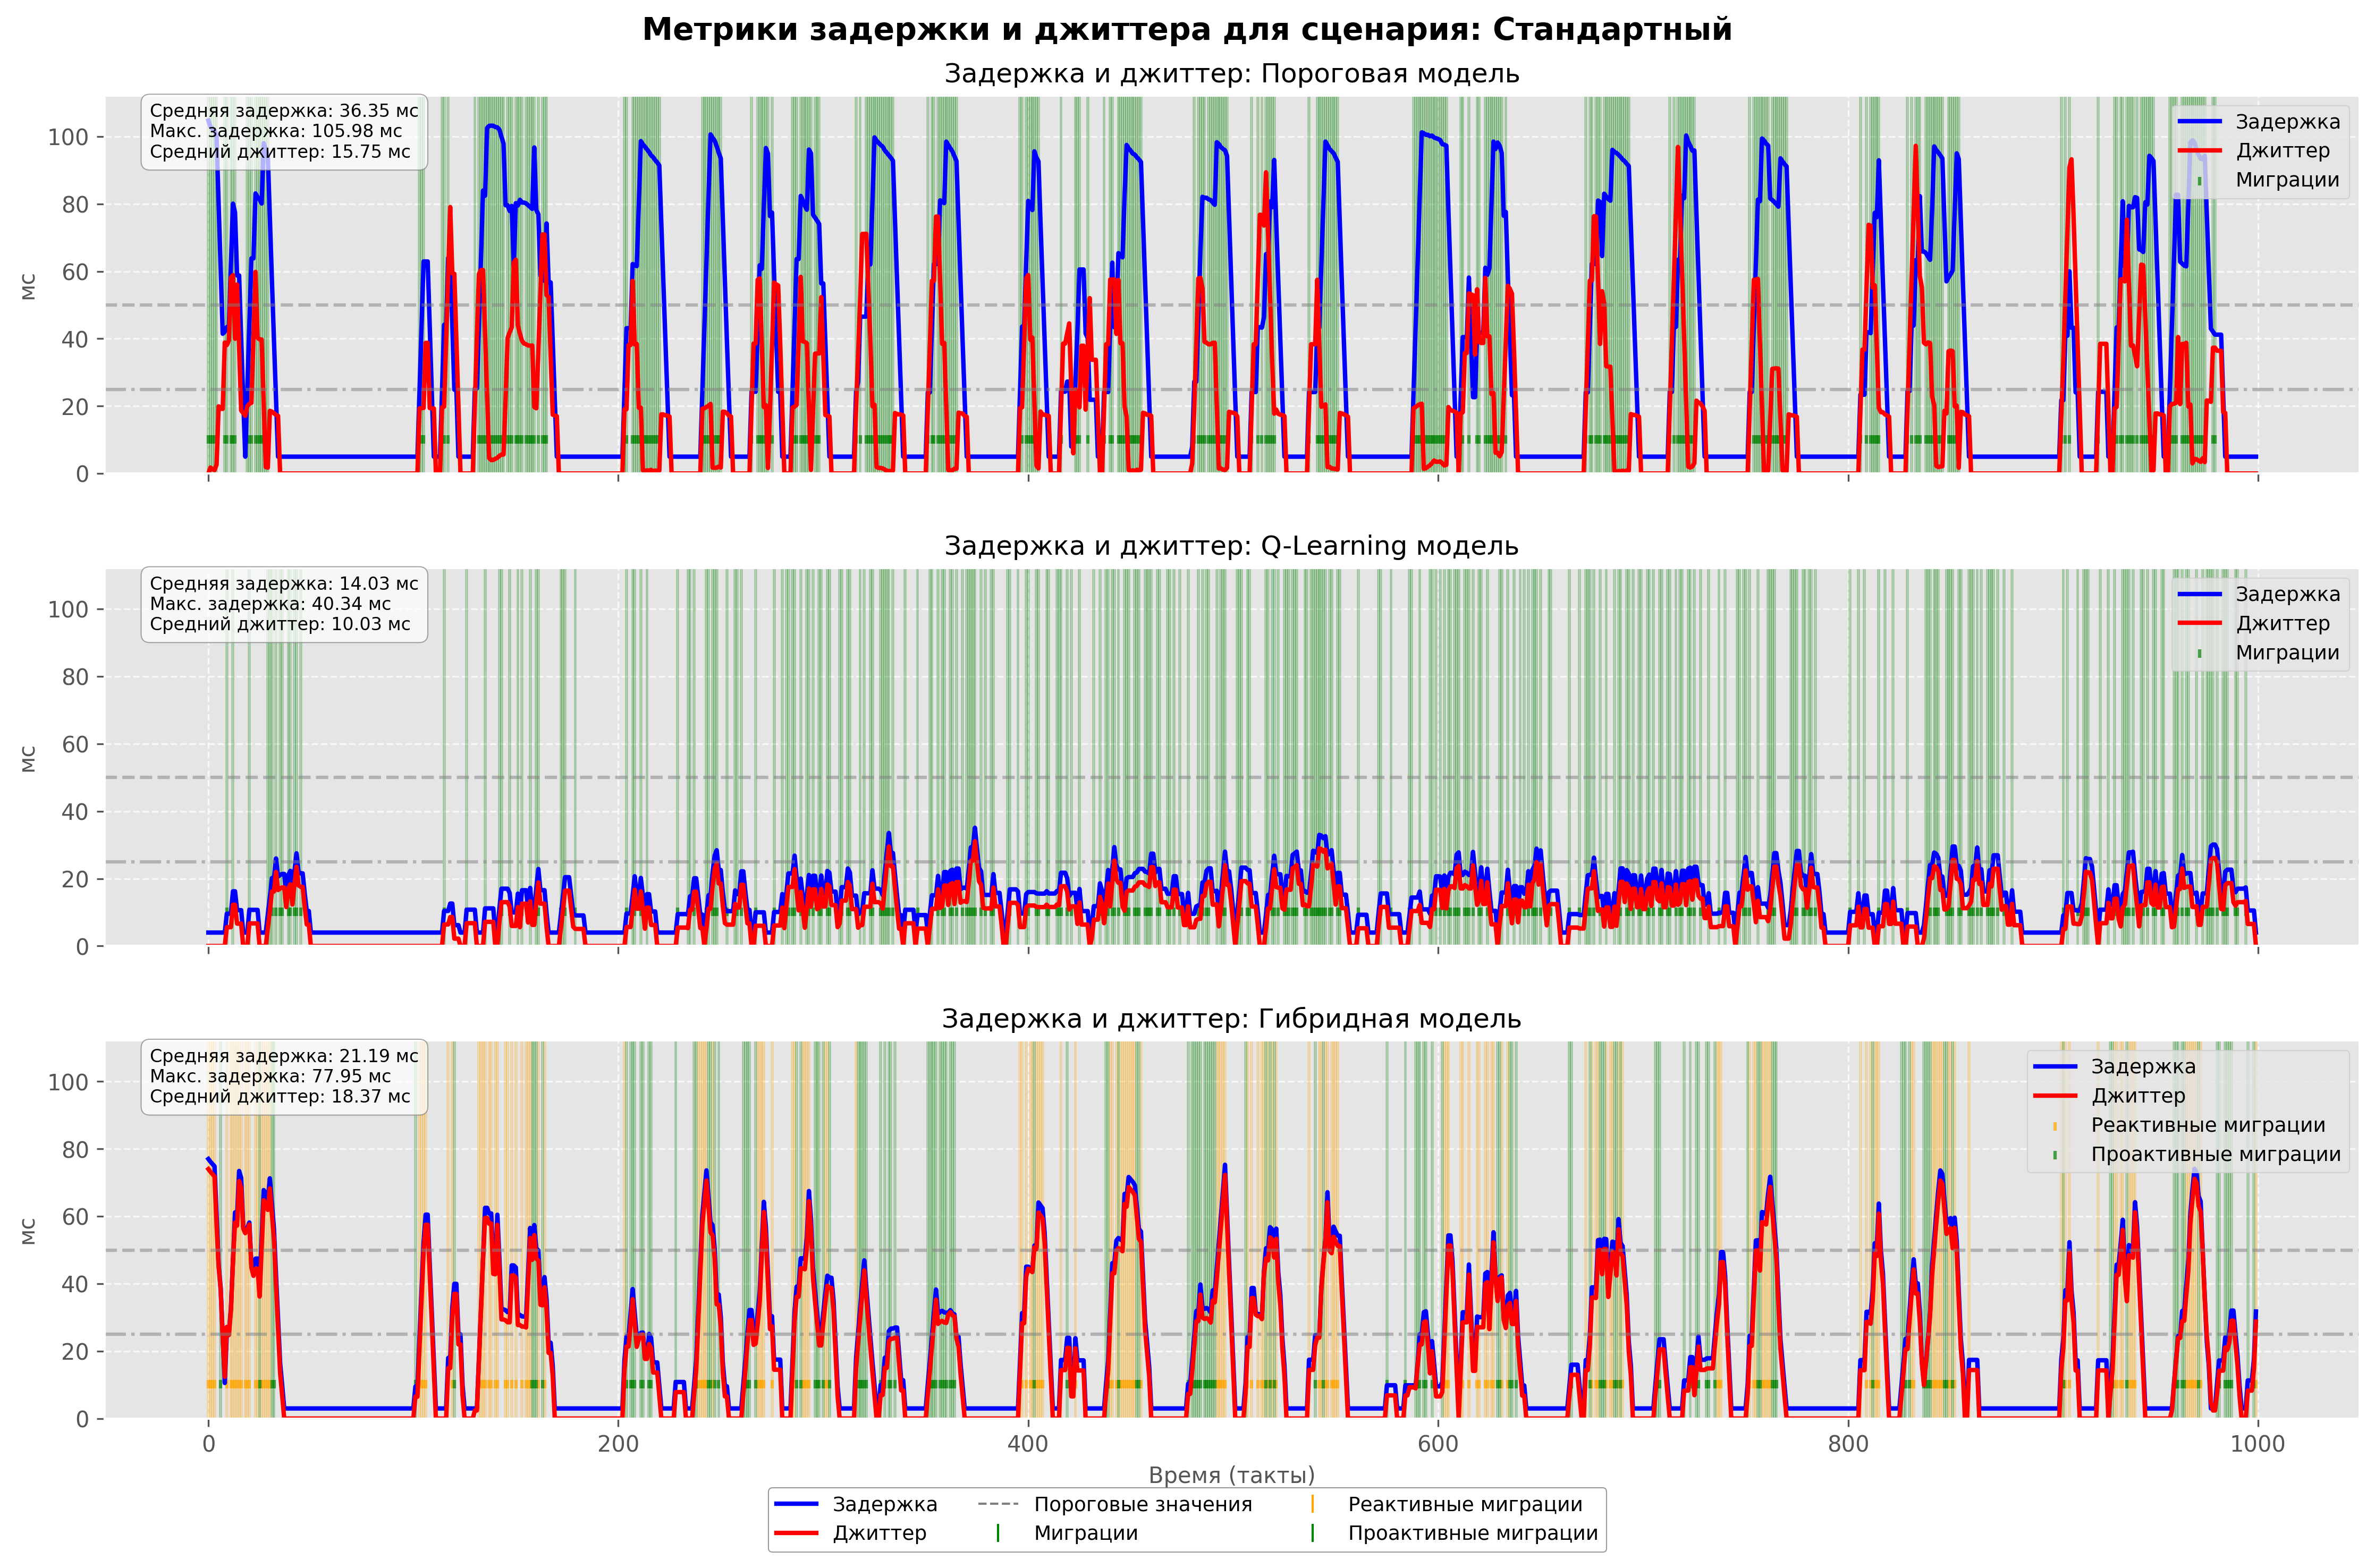 Метрики задержки и джиттера для сценария: Стандартный
Задержка и джиттер: Пороговая модель
Средняя задержка: 36.35 мс
Макс. задержка: 105.98 мс
Средний джиттер: 15.75 мс
Задержка
Джиттер
Миграции
мс
100
80
60
40
20
0
Задержка и джиттер: Q-Learning модель
Средняя задержка: 14.03 мс
Макс. задержка: 40.34 мс
Средний джиттер: 10.03 мс
Задержка
Джиттер
Миграции
мс
100
80
60
40
20
0
Задержка и джиттер: Гибридная модель
Средняя задержка: 21.19 мс
Макс. задержка: 77.95 мс
Средний джиттер: 18.37 мс
Задержка
Джиттер
Реактивные миграции
Проактивные миграции
мс
100
80
60
40
20
0
0 200 400 600 800 1000
Время (такты)
Задержка Пороговые значения Реактивные миграции
Джиттер Миграции Проактивные миграции